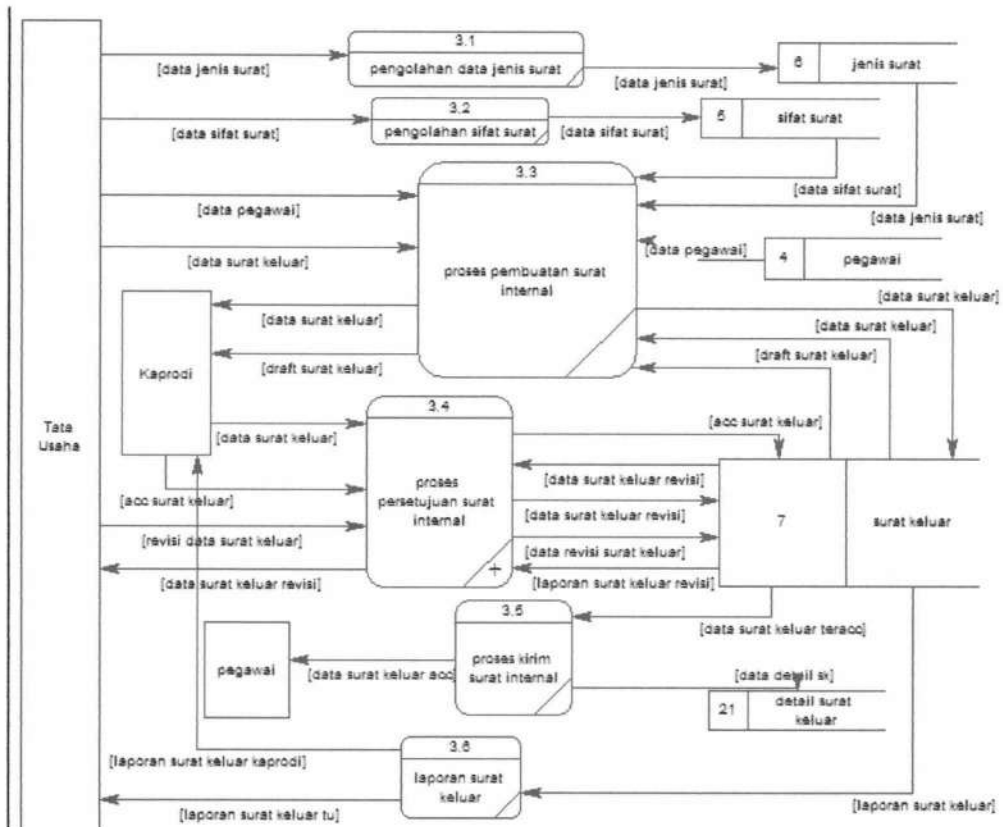 3.1
[data jenis surat]
pengolahan data jenis surat
[data jenis surat]
6
jenis surat
3.2
[data sifat surat]
pengolahan sifat surat
[data sifat surat]
5
sifat surat
3.3
[data sifat surat]
[data pegawai]
[data jenis surat]
[data surat keluar]
proses pembuatan surat
internal
[data pegawai]
4
pegawai
[data surat keluar]
[data surat keluar]
[data surat keluar]
[draft surat keluar]
[draft surat keluar]
Kaprodi
Tata
Usaha
3.4
[data surat keluar]
[acc surat keluar]
proses
persetujuan surat
internal
[data surat keluar revisi]
[acc surat keluar]
[data surat keluar revisi]
7
surat keluar
[revisi data surat keluar]
[data revisi surat keluar]
[data surat keluar revisi]
[laporan surat keluar revisi]
3.5
[data surat keluar teracc]
pegawai
[data surat keluar acc]
proses kirim
surat internal
[data detail sk]
21
detail surat
keluar
3.6
[laporan surat keluar kaprodi]
laporan surat
keluar
[laporan surat keluar tu]
[laporan surat keluar]